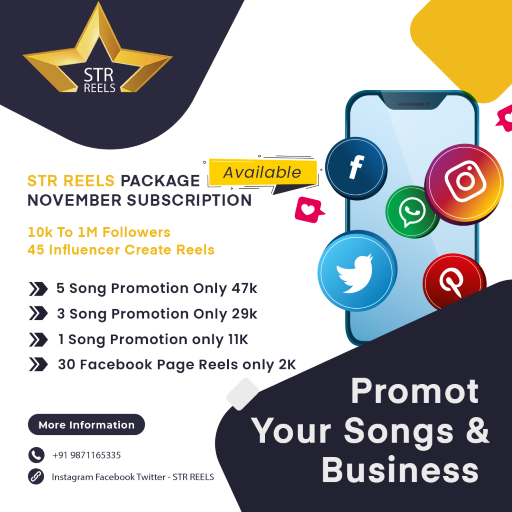 STR
REELS
Available
STR REELS PACKAGE
NOVEMBER SUBSCRIPTION
10k To 1M Followers
45 Influencer Create Reels
5 Song Promotion Only 47k
3 Song Promotion Only 29k
1 Song Promotion only 11K
30 Facebook Page Reels only 2K
Promot
Your Songs &
Business
More Information
+91 9871165335
Instagram Facebook Twitter - STR REELS